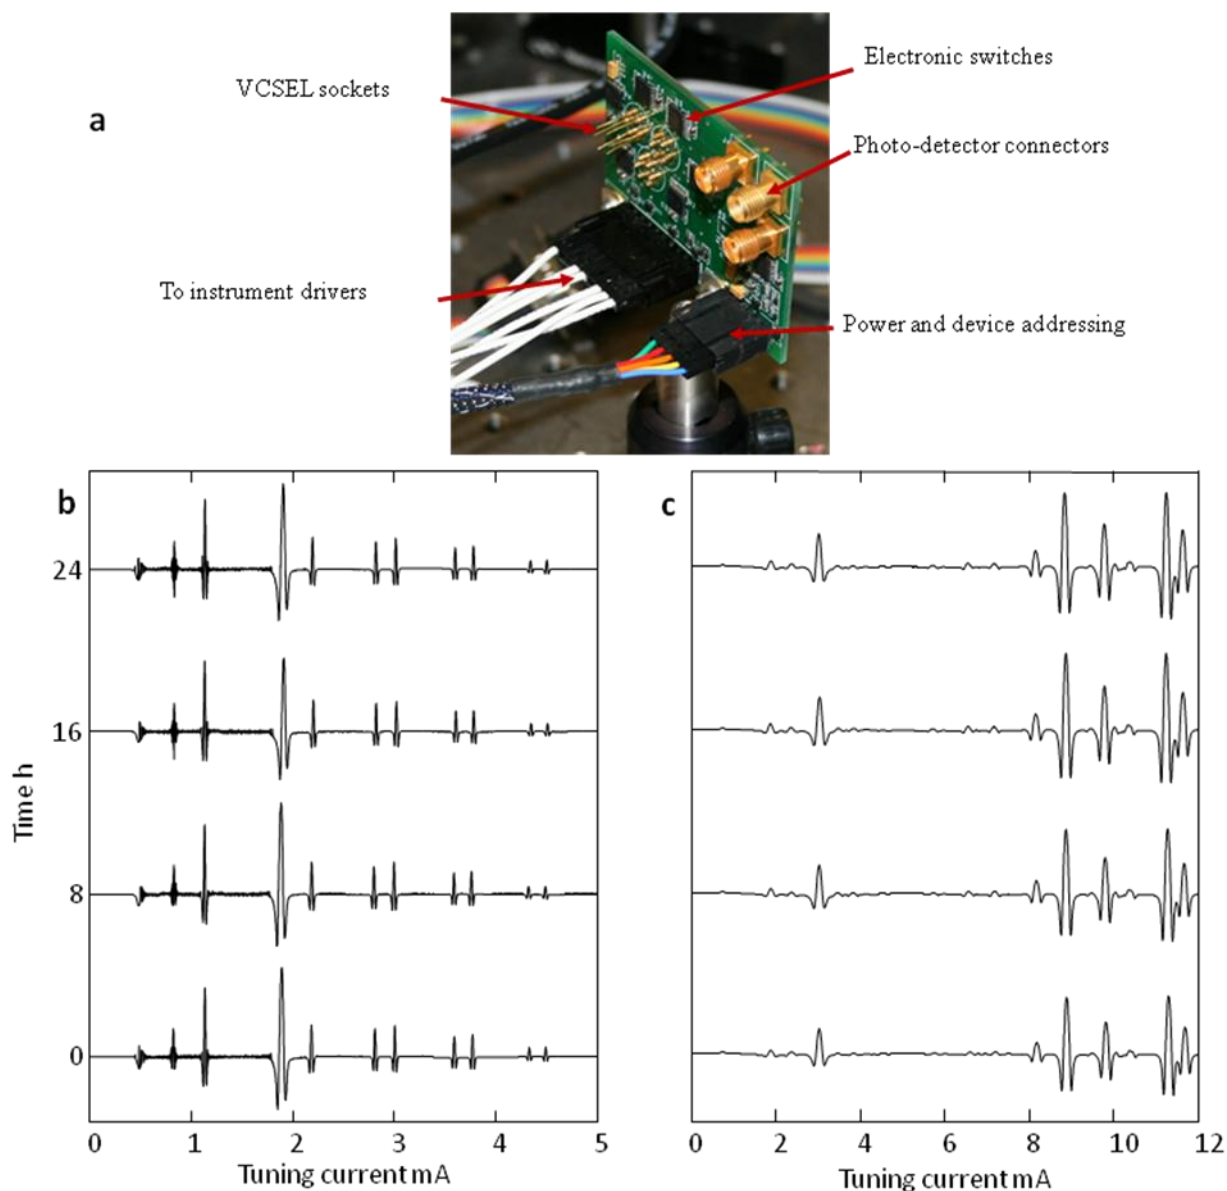 Electronic switches
VCSEL sockets
a
Photo-detector connectors
To instrument drivers
Power and device addressing
b
c
24
16
Time h
8
0
0 1 2 3 4 5
0 2 4 6 8 10 12
Tuning current mA
Tuning current mA